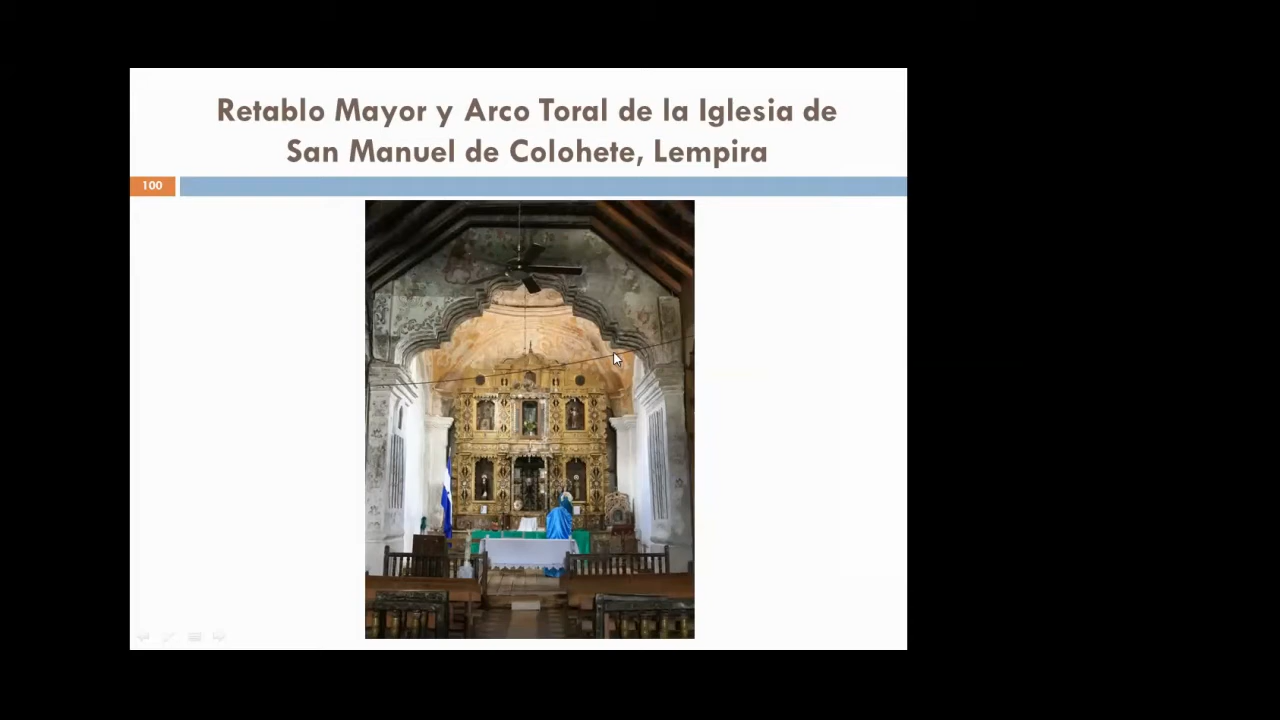 Retablo Mayor y Arco Toral de la Iglesia de
San Manuel de Colohete, Lempira
100